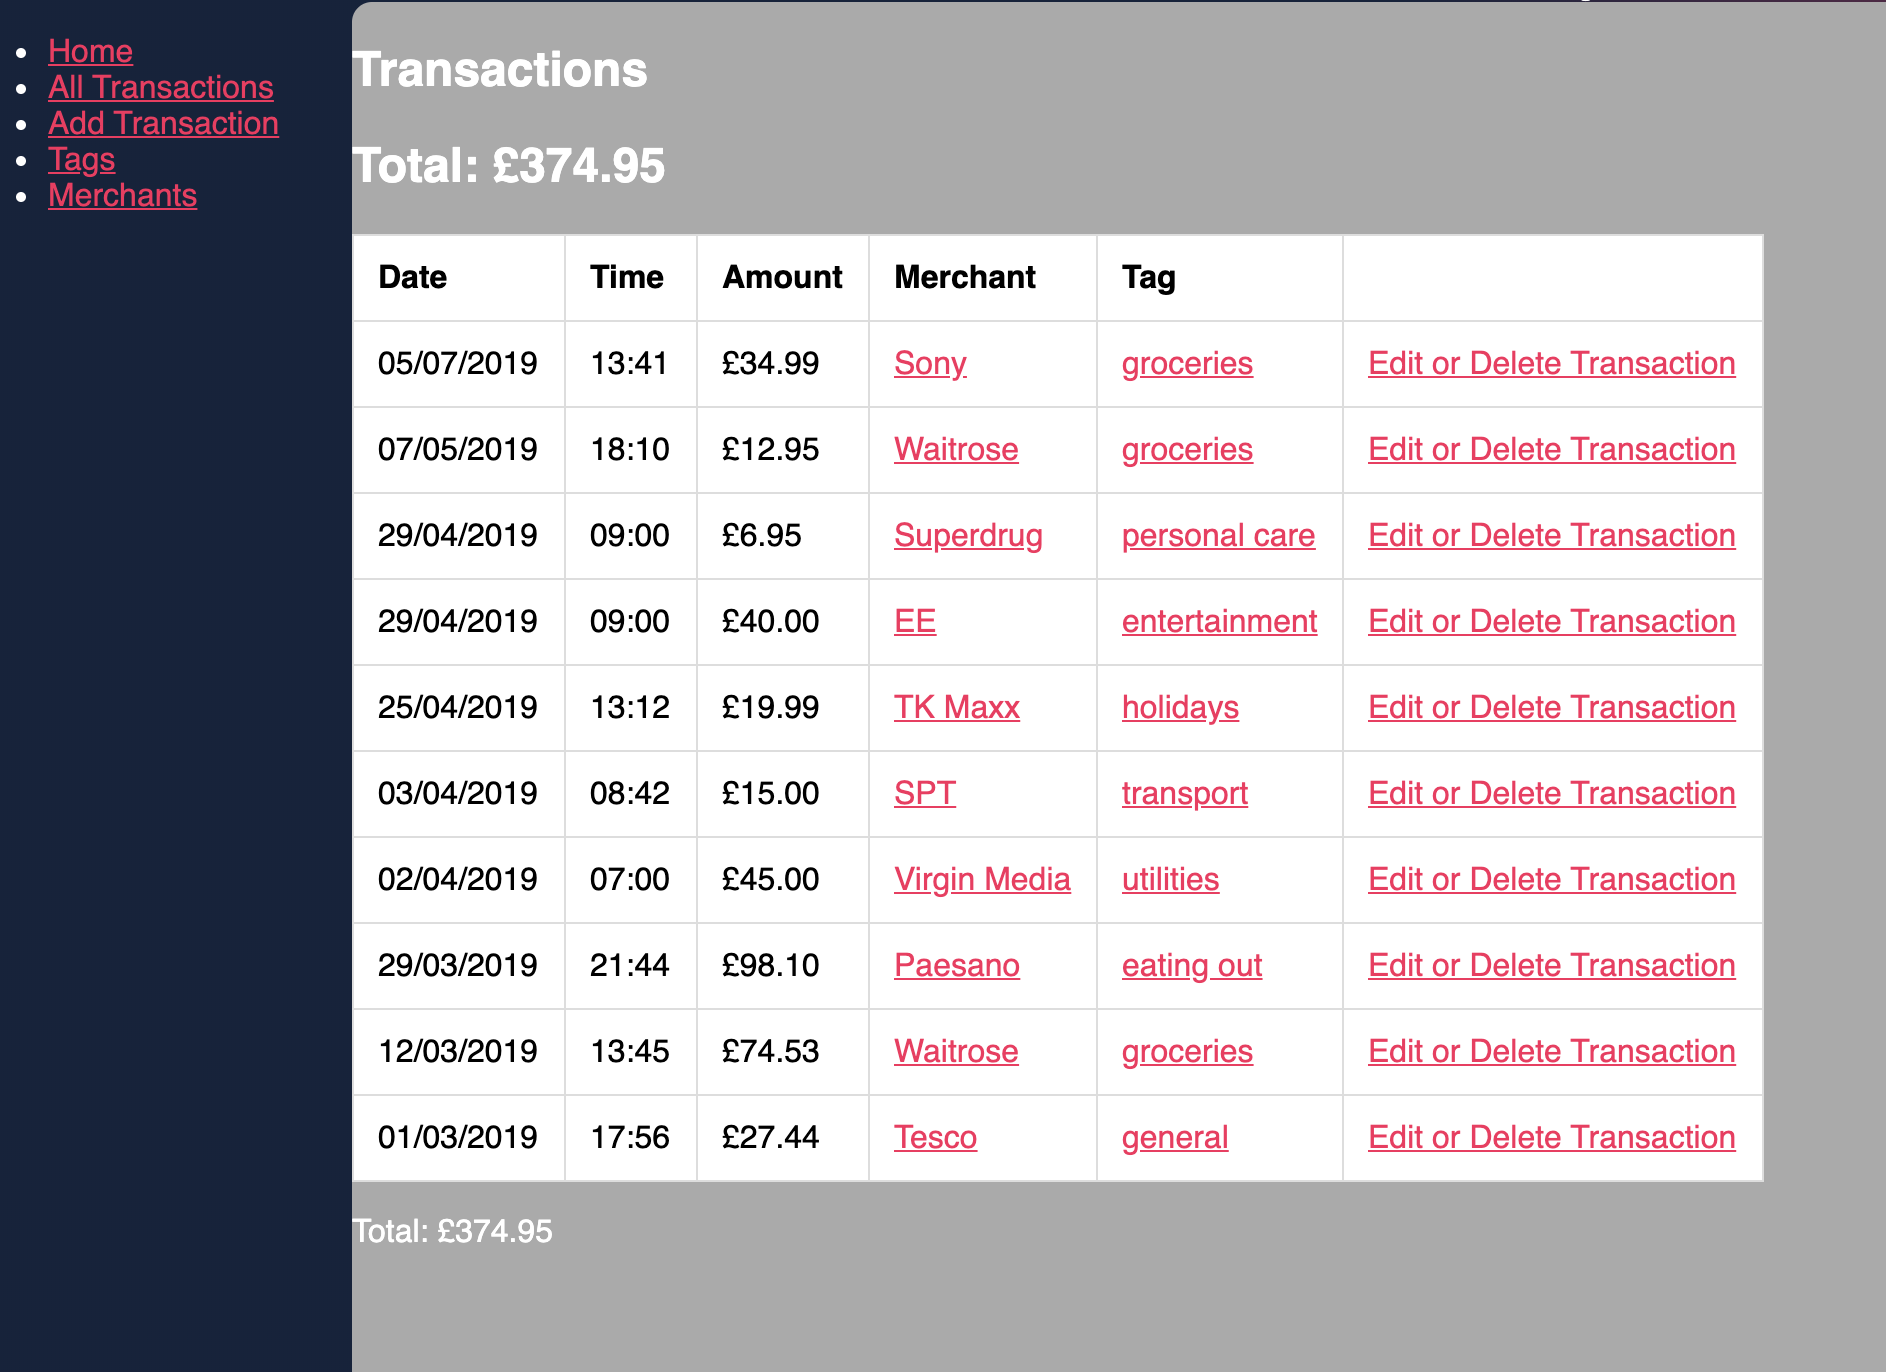 Home
All Transactions
Add Transaction
Tags
Merchants
Transactions
Total: £374.95
Date Time Amount Merchant Tag
05/07/2019 13:41 £34.99 Sony groceries Edit or Delete Transaction
07/05/2019 18:10 £12.95 Waitrose groceries Edit or Delete Transaction
29/04/2019 09:00 £6.95 Superdrug personal care Edit or Delete Transaction
29/04/2019 09:00 £40.00 EE entertainment Edit or Delete Transaction
25/04/2019 13:12 £19.99 TK Maxx holidays Edit or Delete Transaction
03/04/2019 08:42 £15.00 SPT transport Edit or Delete Transaction
02/04/2019 07:00 £45.00 Virgin Media utilities Edit or Delete Transaction
29/03/2019 21:44 £98.10 Paesano eating out Edit or Delete Transaction
12/03/2019 13:45 £74.53 Waitrose groceries Edit or Delete Transaction
01/03/2019 17:56 £27.44 Tesco general Edit or Delete Transaction
Total: £374.95